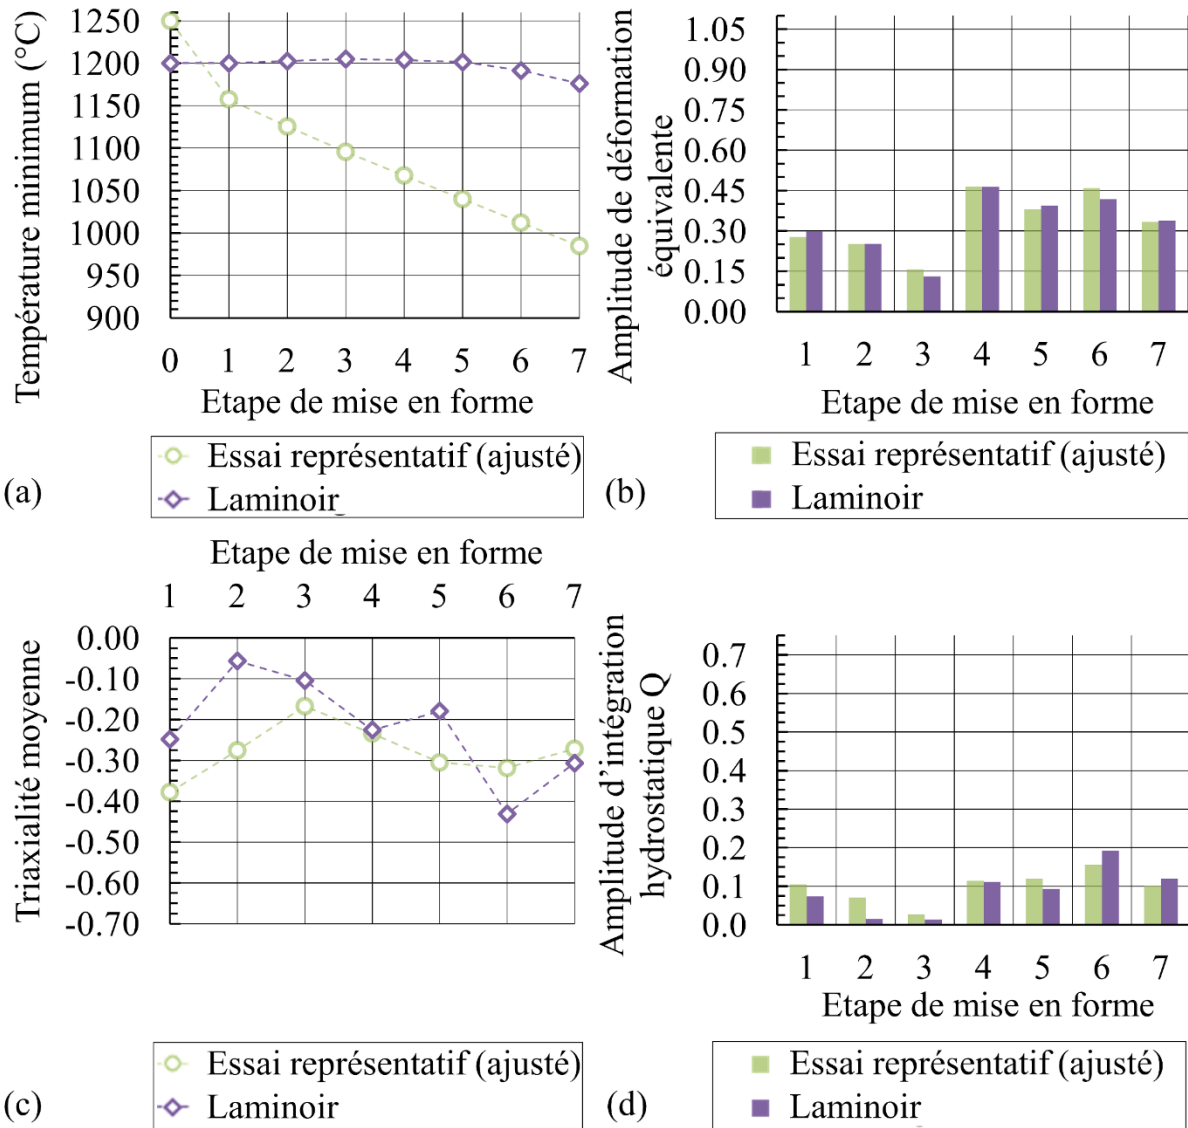 Température minimum (°C)
1250
1200
1150
1100
1050
1000
950
900
0 1 2 3 4 5 6 7
Etape de mise en forme
Essai représentatif (ajusté)
Laminoir
(a)
Amplitude de déformation
équivalente
1.05
0.90
0.75
0.60
0.45
0.30
0.15
0.00
1 2 3 4 5 6 7
Etape de mise en forme
Essai représentatif (ajusté)
Laminoir
(b)
Etape de mise en forme
1 2 3 4 5 6 7
Triaxialité moyenne
0.00
-0.10
-0.20
-0.30
-0.40
-0.50
-0.60
-0.70
Essai représentatif (ajusté)
Laminoir
(c)
Amplitude d'intégration
hydrostatique Q
0.7
0.6
0.5
0.4
0.3
0.2
0.1
0.0
1 2 3 4 5 6 7
Etape de mise en forme
Essai représentatif (ajusté)
Laminoir
(d)